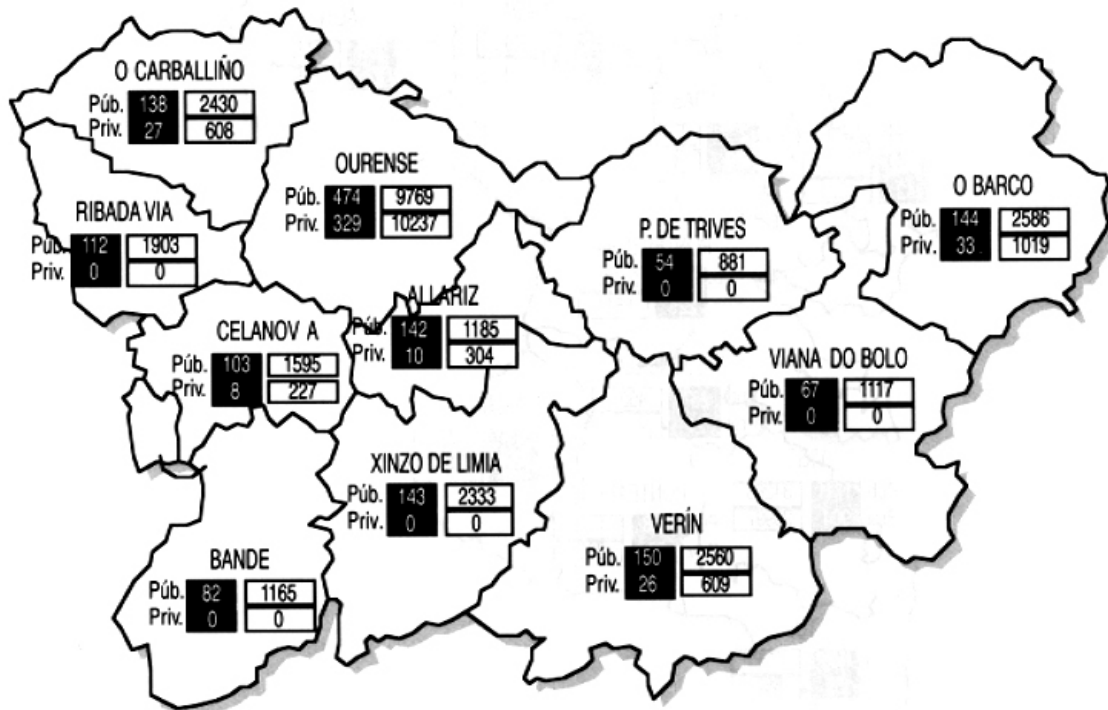 O CARBALLIÑO
Púb. 138 2430
Priv. 27 608
OURENSE
Púb. 474 9769
Priv. 329 10237
RIBADA VIA
Púb. 112 1903
Priv. 0 0
O BARCO
Púb. 144 2586
Priv. 33 1019
P. DE TRIVES
Púb. 54 881
Priv. 0 0
ALLARIZ
Púb. 142 1185
Priv. 10 304
CELANOV A
Púb. 103 1595
Priv. 8 227
VIANA DO BOLO
Púb. 67 1117
Priv. 0 0
XINZO DE LIMIA
Púb. 143 2333
Priv. 0 0
VERÍN
Púb. 150 2560
Priv. 26 609
BANDE
Púb. 82 1165
Priv. 0 0